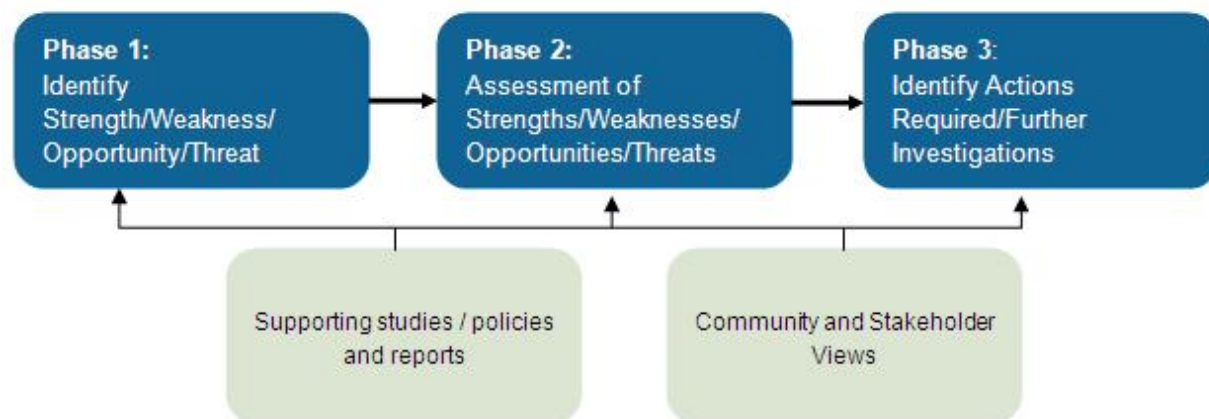 Phase 1:
Identify
Strength/Weakness/
Opportunity/Threat
Phase 2:
Assessment of
Strengths/Weaknesses/
Opportunities/Threats
Phase 3:
Identify Actions
Required/Further
Investigations
Supporting studies / policies
and reports
Community and Stakeholder
Views